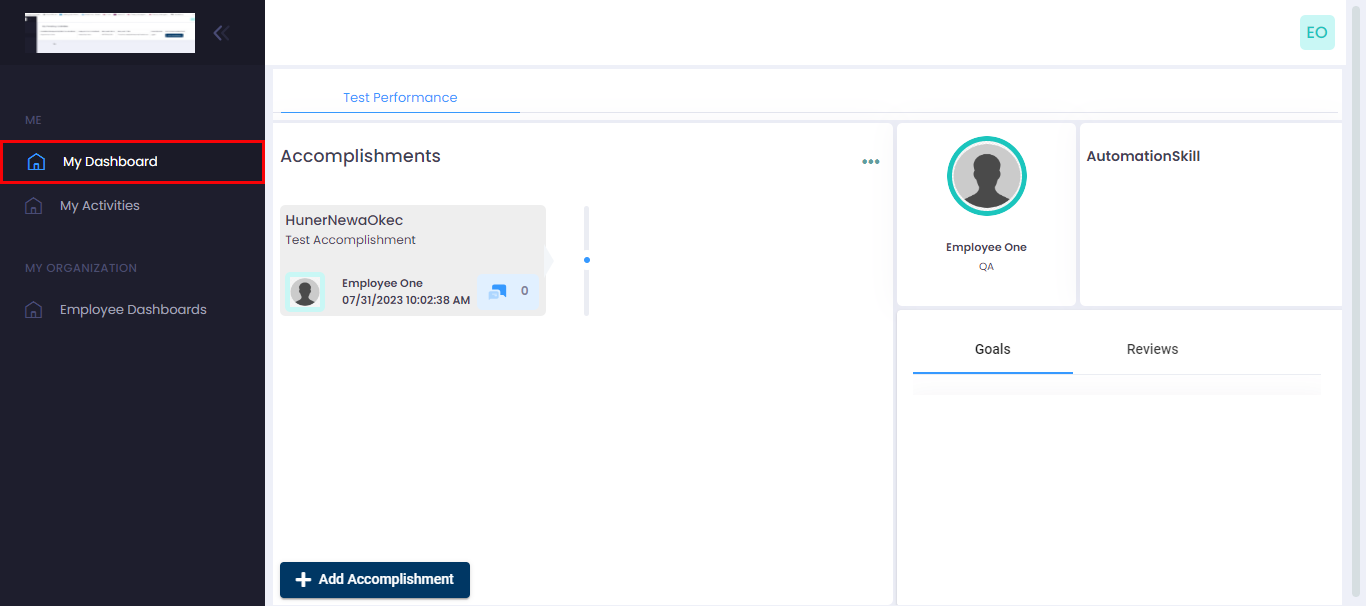 EO
ME
My Dashboard
My Activities
MY ORGANIZATION
Employee Dashboards
Test Performance
Accomplishments
HunerNewaOkec
Test Accomplishment
Employee One
07/31/2023 10:02:38 AM
0
Add Accomplishment
Employee One
QA
AutomationSkill
Goals
Reviews